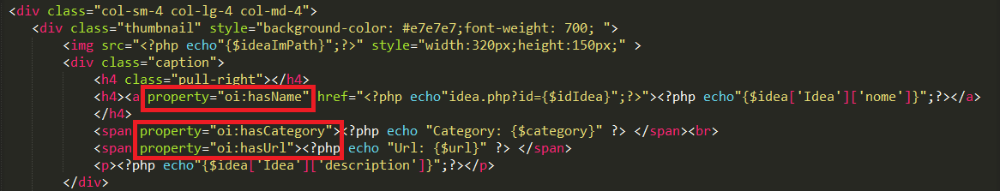 <div class="col-sm-4 col-lg-4 col-md-4">
<div class="thumbnail" style="background-color: #e7e7e7;font-weight: 700; ">
<img src="<?php echo"{$ideaImPath}";?>" style="width:320px;height:150px;" >
<div class="caption">
<h4 class="pull-right"></h4>
<h4><a property="oi:hasName" href="<?php echo"idea.php?id={$idIdea}";?>"><?php echo"{$idea['Idea']['nome']}";?></a>
</h4>
<span property="oi:hasCategory"><?php echo "Category: {$category}" ?> </span><br>
<span property="oi:hasUrl"><?php echo "Url: {$url}" ?> </span>
<p><?php echo"{$idea['Idea']['description']}";?></p>
</div>